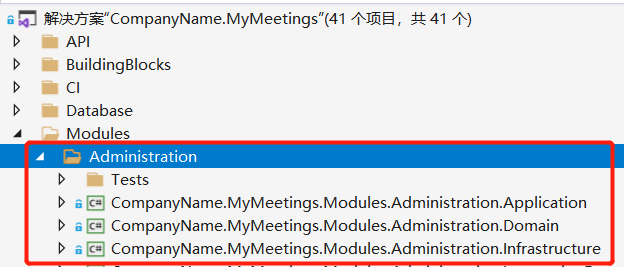 解决方案"CompanyName.MyMeetings"(41 个项目，共 41 个)
API
BuildingBlocks
CI
Database
Modules
Administration
Tests
C# CompanyName.MyMeetings.Modules.Administration.Application
C# CompanyName.MyMeetings.Modules.Administration.Domain
C# CompanyName.MyMeetings.Modules.Administration.Infrastructure